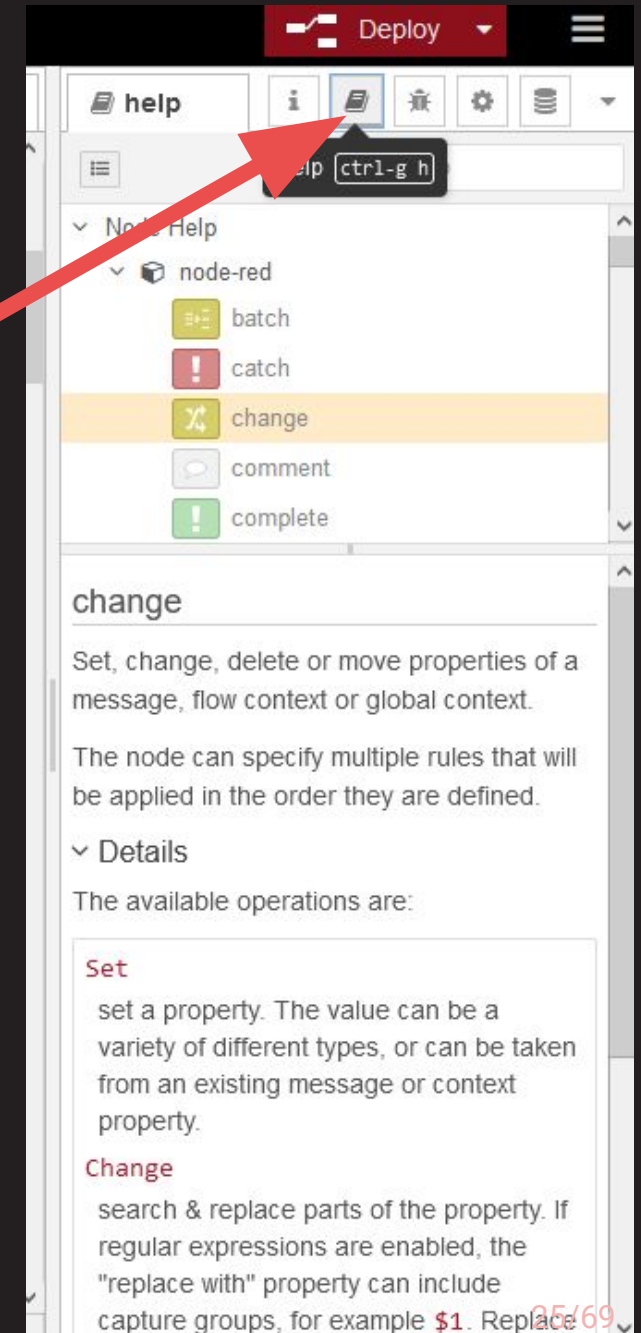 Deploy
help
i
help ctrl-g h
Node Help
node-red
batch
catch
change
comment
complete
change
Set, change, delete or move properties of a
message, flow context or global context.
The node can specify multiple rules that will
be applied in the order they are defined.
Details
The available operations are:
Set
set a property. The value can be a
variety of different types, or can be taken
from an existing message or context
property.
Change
search & replace parts of the property. If
regular expressions are enabled, the
"replace with" property can include
capture groups, for example $1. Replace
25/69